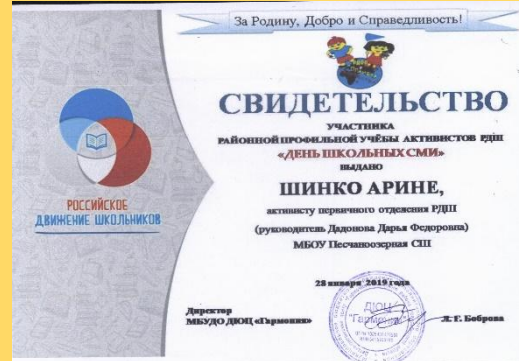 За Родину, Добро и Справедливость!
СВИДЕТЕЛЬСТВО
УЧАСТНИКА
РАЙОННОЙ ПРОФИЛЬНОЙ УЧЁБЫ АКТИВИСТОВ РДШ
«ДЕНЬ ШКОЛЬНЫХ СМИ»
ВЫДАНО
ШИНКО АРИНЕ,
активисту первичного отделения РДШ
(руководитель Дадонова Дарья Федоровна)
МБОУ Песчаноозерная СШ
РОССИЙСКОЕ
ДВИЖЕНИЕ ШКОЛЬНИКОВ
28 января 2019 года
Директор
МБУДО ДЮЦ «Гармония»
Л. Г. Боброва
ДЮЦ
"Гармония"